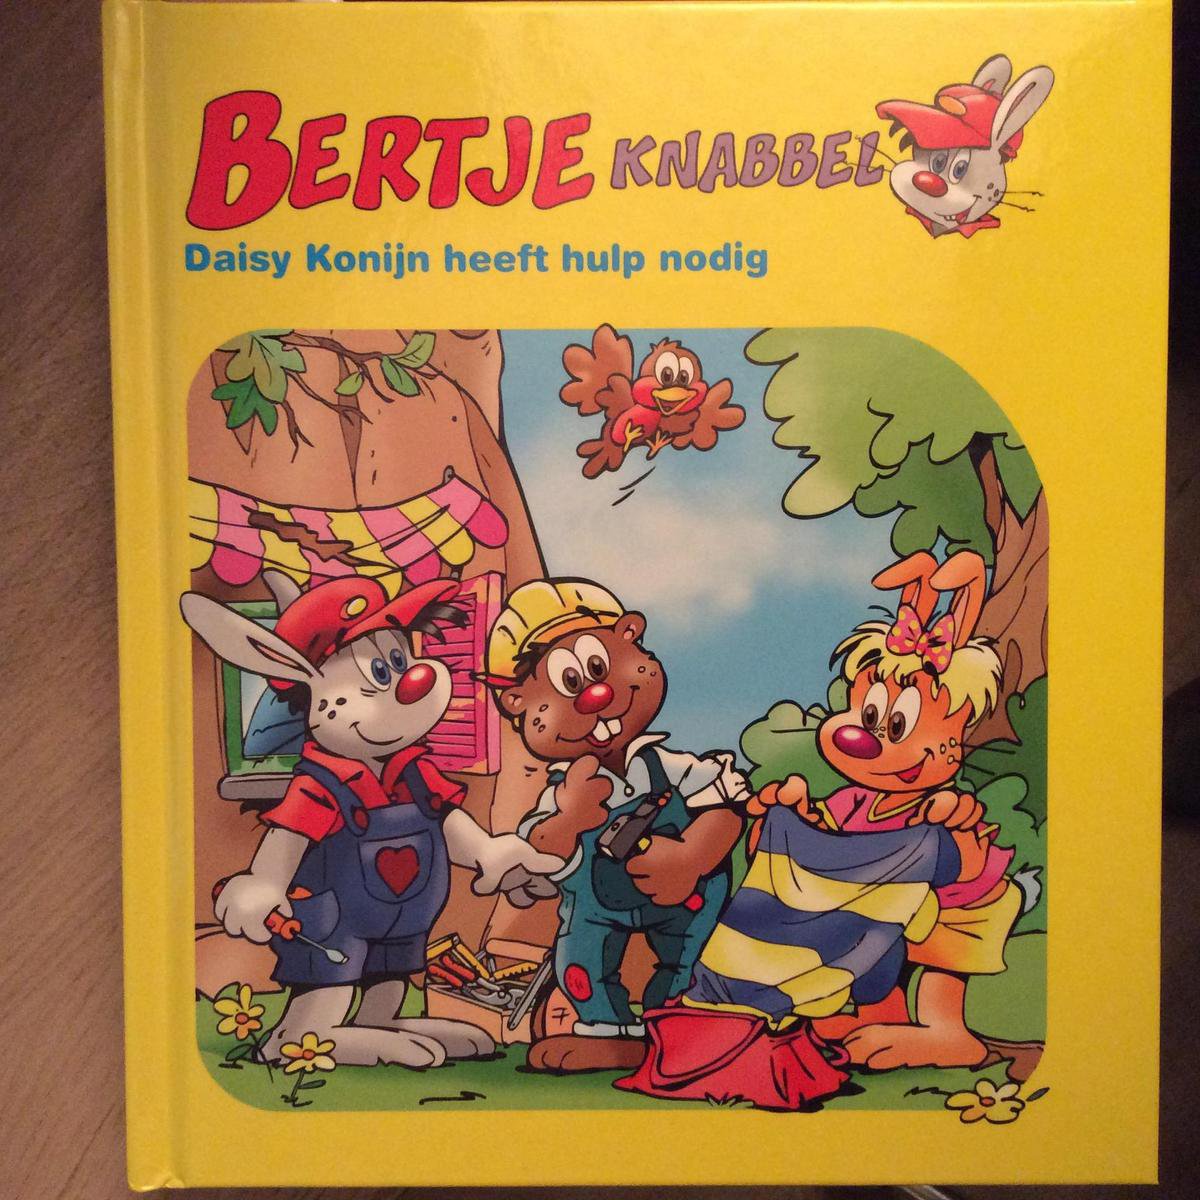 BERTJE KNABBEL
Daisy Konijn heeft hulp nodig